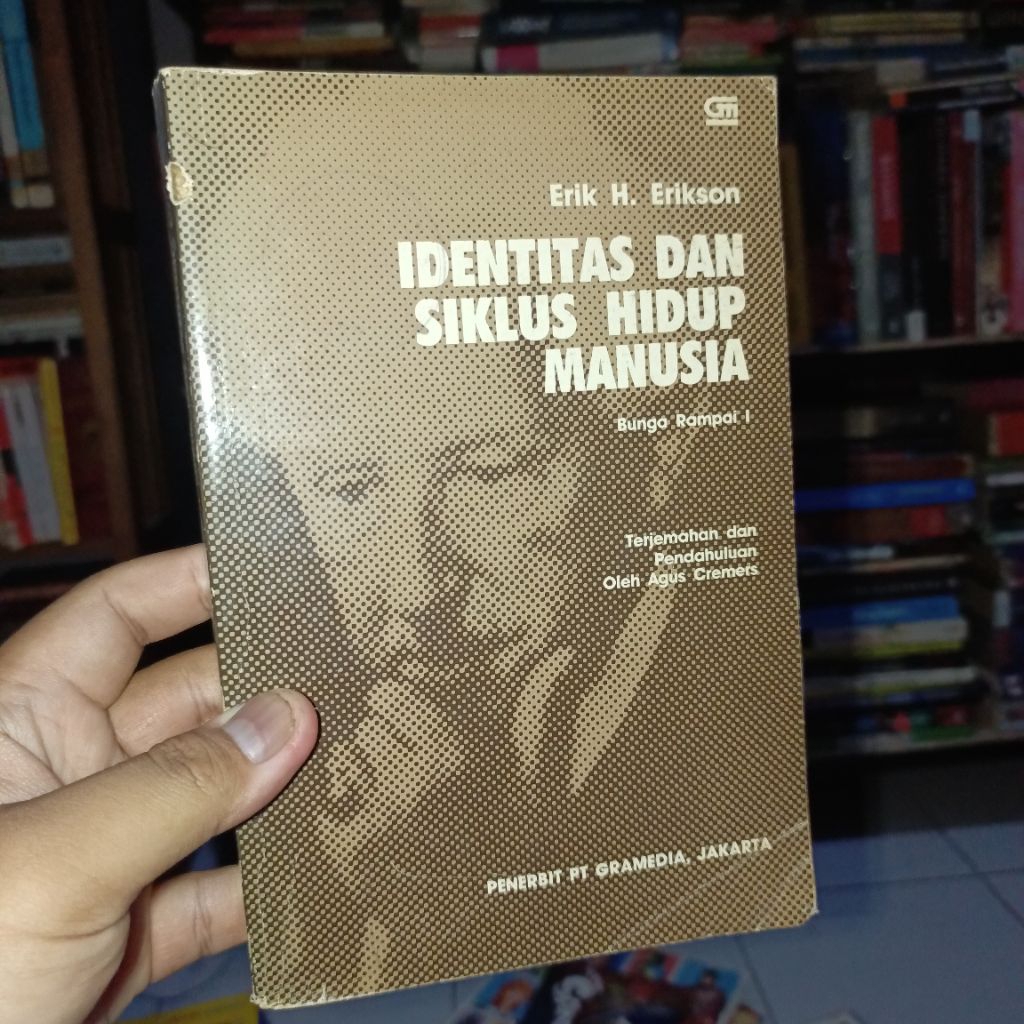 Erik H. Erikson
IDENTITAS DAN
SIKLUS HIDUP
MANUSIA
Bunga Rampai I
Terjemahan dan
Pendahuluan
Oleh Agus Cremers
PENERBIT PT GRAMEDIA, JAKARTA